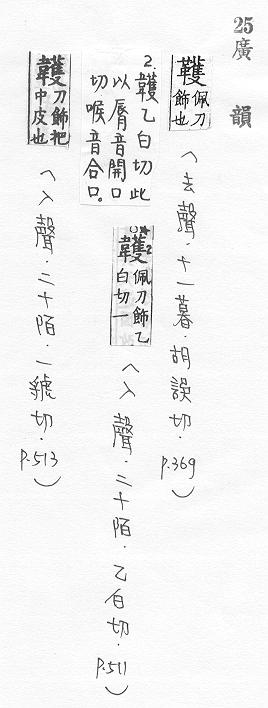 25廣韻
韄佩刀飾也
(去聲.十一暮.胡誤切.P.369)
2.韄乙白切此
以脣音開口
切喉音合口。
韄佩刀飾乙白切一
(入聲.二十陌.乙白切.P.511)
韄刀飾把中皮也
(入聲.二十陌.一虢切.P.513)